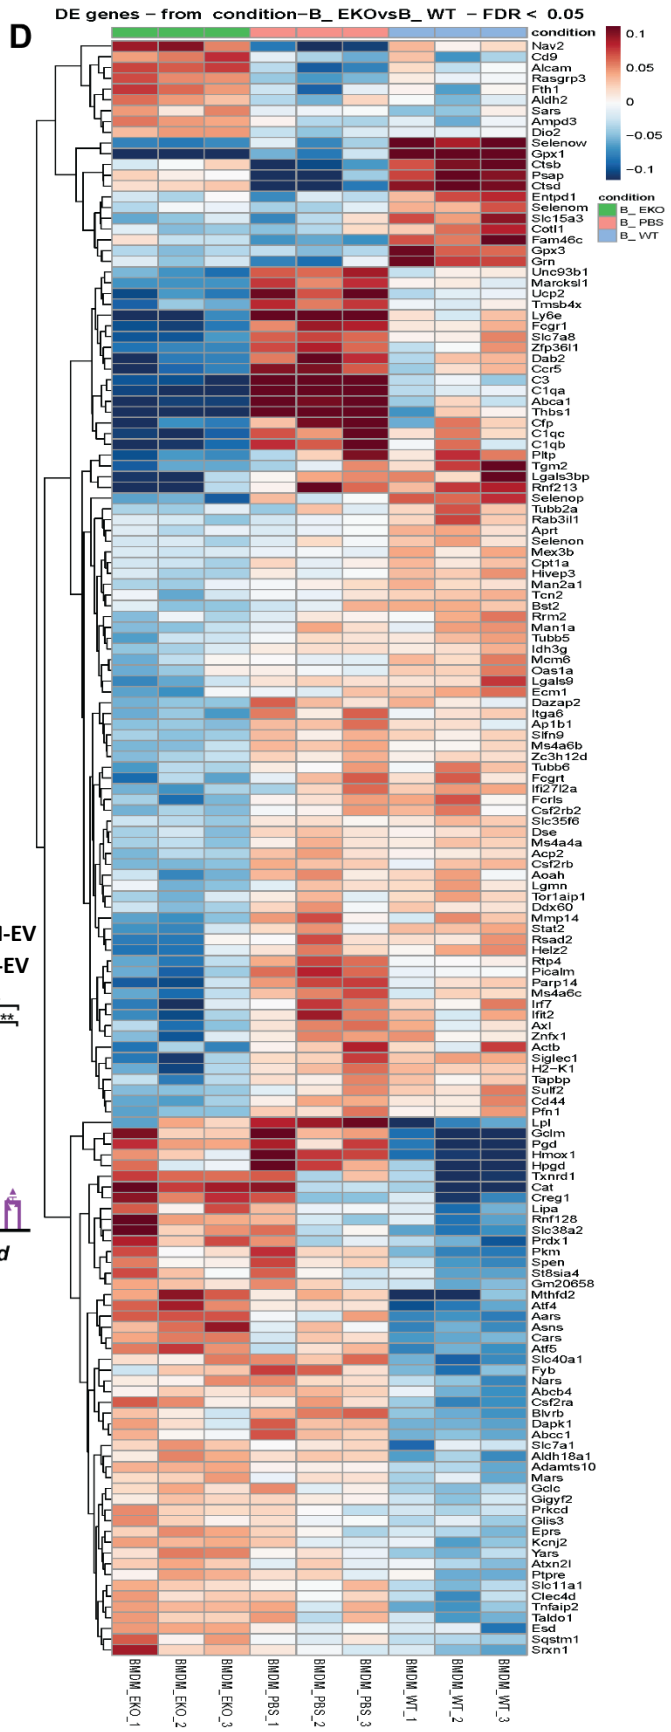 D
DE genes – from condition–B_ EKOvsB_ WT – FDR < 0.05
condition
Nav2
Cd9
Alcam
Rasgrp3
Fth1
Aldh2
Sars
Ampd3
Dio2
Selenow
Gpx1
Ctsb
Psap
Ctsd
Entpd1
Selenom
Slc15a3
Cotl1
Fam46c
Gpx3
Grn
Unc93b1
Marcksl1
Ucp2
Tmsb4x
Ly6e
Fcgr1
Slc7a8
Zfp36l1
Dab2
Ccr5
C3
C1qa
Abca1
Thbs1
Cfp
C1qc
C1qb
Pltp
Tgm2
Lgals3bp
Rnf213
Selenop
Tubb2a
Rab3il1
Aprt
Selenon
Mex3b
Cpt1a
Hivep3
Man2a1
Tcn2
Bst2
Rrm2
Man1a
Tubb5
Idh3g
Mcm6
Oas1a
Lgals9
Ecm1
Dazap2
Itga6
Ap1b1
Slfn9
Ms4a6b
Zc3h12d
Tubb6
Fcgrt
Ifi27l2a
Fcrls
Csf2rb2
Slc35f6
Dse
Ms4a4a
Acp2
Csf2rb
Aoah
Lgmn
Tor1aip1
Ddx60
Mmp14
Stat2
Rsad2
Helz2
Rtp4
Picalm
Parp14
Ms4a6c
Irf7
Ifit2
Axl
Znfx1
Actb
Siglec1
H2–K1
Tapbp
Sulf2
Cd44
Pfn1
Lpl
Gclm
Pgd
Hmox1
Hpgd
Txnrd1
Cat
Creg1
Lipa
Rnf128
Slc38a2
Prdx1
Pkm
Spen
St8sia4
Gm20658
Mthfd2
Atf4
Aars
Asns
Cars
Atf5
Slc40a1
Fyb
Nars
Abcb4
Csf2ra
Blvrb
Dapk1
Abcc1
Slc7a1
Aldh18a1
Adamts10
Mars
Gclc
Gigyf2
Prkcd
Glis3
Eprs
Kcnj2
Yars
Atxn2l
Ptpre
Slc11a1
Clec4d
Tnfaip2
Taldo1
Esd
Sqstm1
Srxn1
BMDM_EKO_1
BMDM_EKO_2
BMDM_EKO_3
BMDM_PBS_1
BMDM_PBS_2
BMDM_PBS_3
BMDM_WT_1
BMDM_WT_2
BMDM_WT_3
0.1
0.05
0
−0.05
−0.1
condition
B_ EKO
B_ PBS
B_ WT
-EV
-EV
**
d